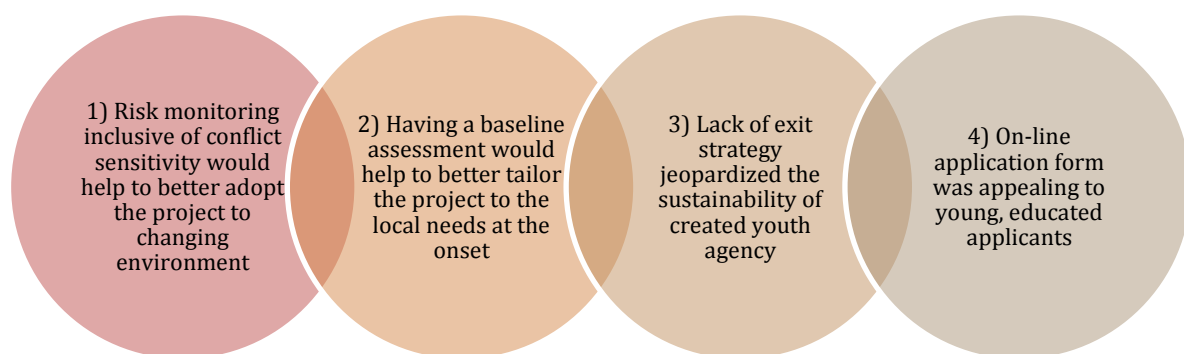 1) Risk monitoring
inclusive of conflict
sensitivity would
help to better adopt
the project to
changing
environment
2) Having a baseline
assessment would
help to better tailor
the project to the
local needs at the
onset
3) Lack of exit
strategy
jeopardized the
sustainability of
created youth
agency
4) On-line
application form
was appealing to
young, educated
applicants